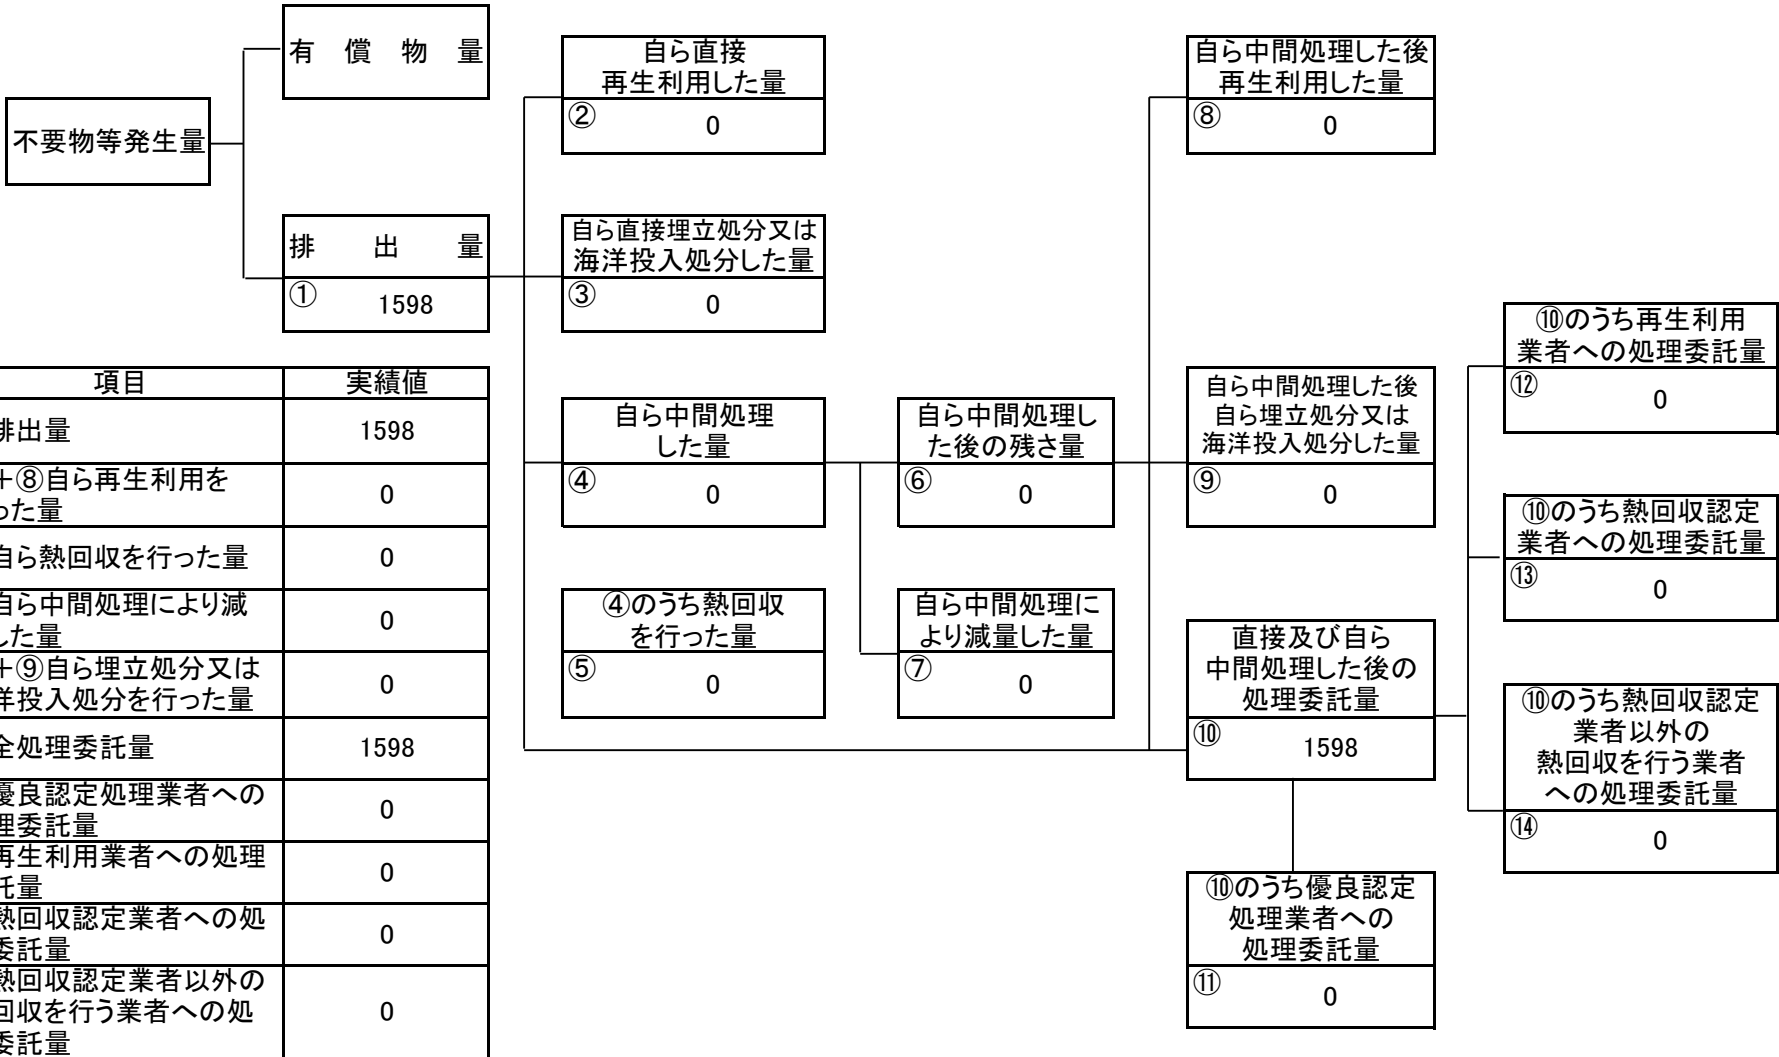 有償物量
不要物等発生量
排出量
① 1598
自ら直接
再生利用した量
② 0
自ら直接埋立処分又は
海洋投入処分した量
③ 0
自ら中間処理
した量
④ 0
④のうち熱回収
を行った量
⑤ 0
自ら中間処理し
た後の残さ量
⑥ 0
自ら中間処理に
より減量した量
⑦ 0
自ら中間処理した後
再生利用した量
⑧ 0
自ら中間処理した後
自ら埋立処分又は
海洋投入処分した量
⑨ 0
直接及び自ら
中間処理した後の
処理委託量
⑩ 1598
⑩のうち優良認定
処理業者への
処理委託量
⑪ 0
⑩のうち再生利用
業者への処理委託量
⑫ 0
⑩のうち熱回収認定
業者への処理委託量
⑬ 0
⑩のうち熱回収認定
業者以外の
熱回収を行う業者
への処理委託量
⑭ 0
項目 実績値
排出量 1598
+⑧自ら再生利用を
った量 0
自ら熱回収を行った量 0
自ら中間処理により減
した量 0
+⑨自ら埋立処分又は
洋投入処分を行った量 0
全処理委託量 1598
優良認定処理業者への
理委託量 0
再生利用業者への処理
託量 0
熱回収認定業者への処
委託量 0
熱回収認定業者以外の
回収を行う業者への処
委託量 0